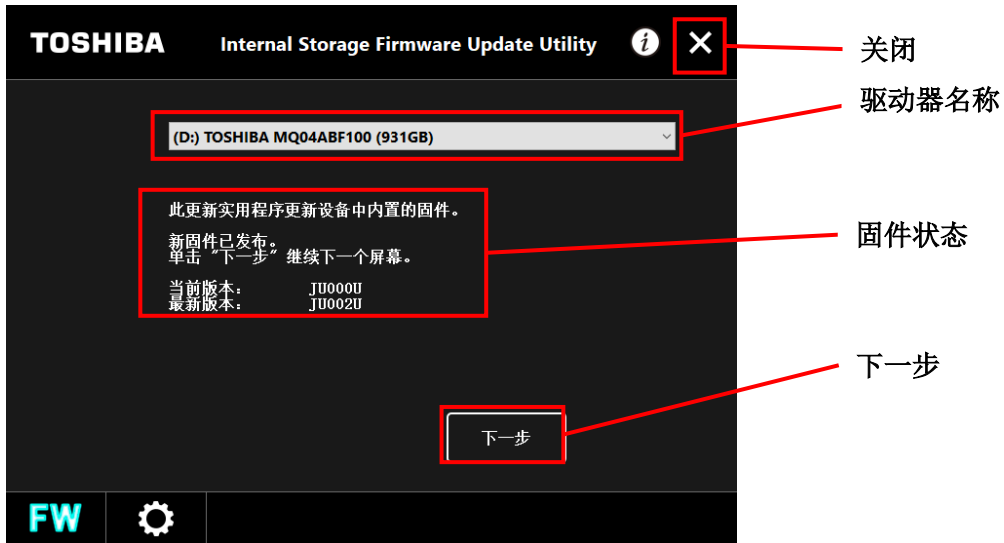 TOSHIBA
Internal Storage Firmware Update Utility
i
关闭
驱动器名称
(D:) TOSHIBA MQ04ABF100 (931GB)
此更新实用程序更新设备中内置的固件。
新固件已发布。
单击 “下一步” 继续下一个屏幕。
当前版本： JU000U
最新版本： JU002U
固件状态
下一步
下一步
FW